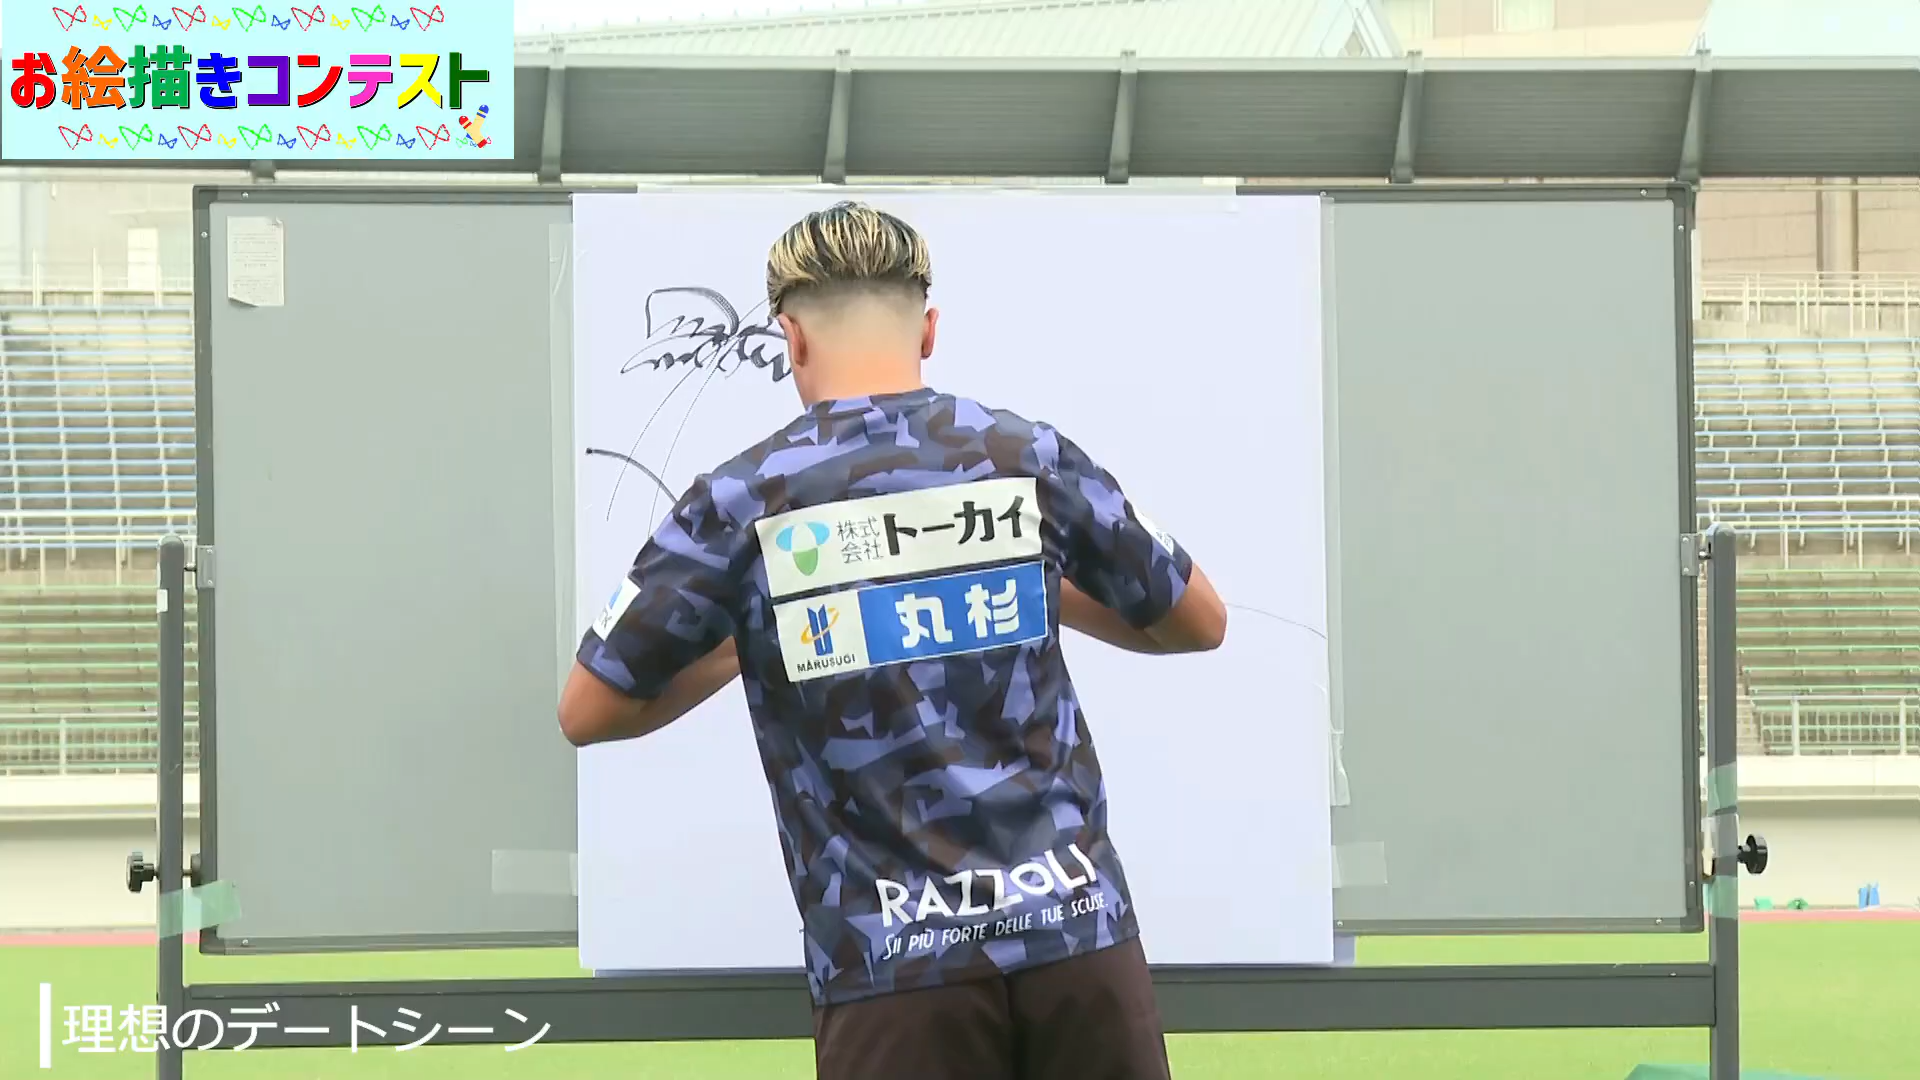 お絵描きコンテスト
株式
会社トーカイ
丸杉
MARUSUGI
RAZZOLI
SII PIÙ FORTE DELLE TUE SCUSE.
理想のデートシーン